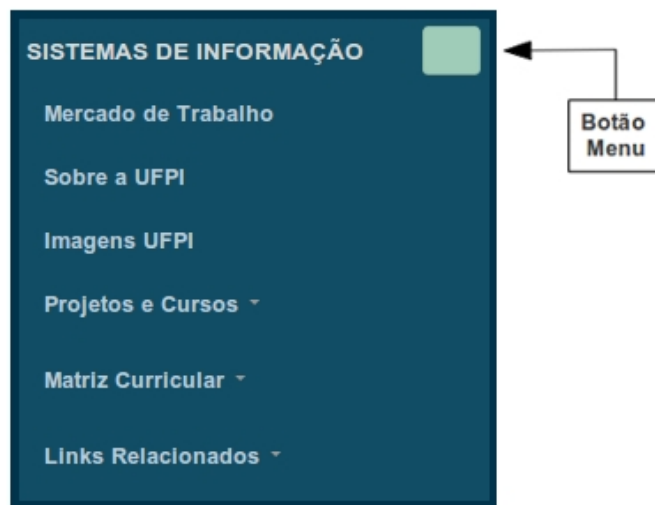 SISTEMAS DE INFORMAÇÃO
Botão
Menu
Mercado de Trabalho
Sobre a UFPI
Imagens UFPI
Projetos e Cursos
Matriz Curricular
Links Relacionados